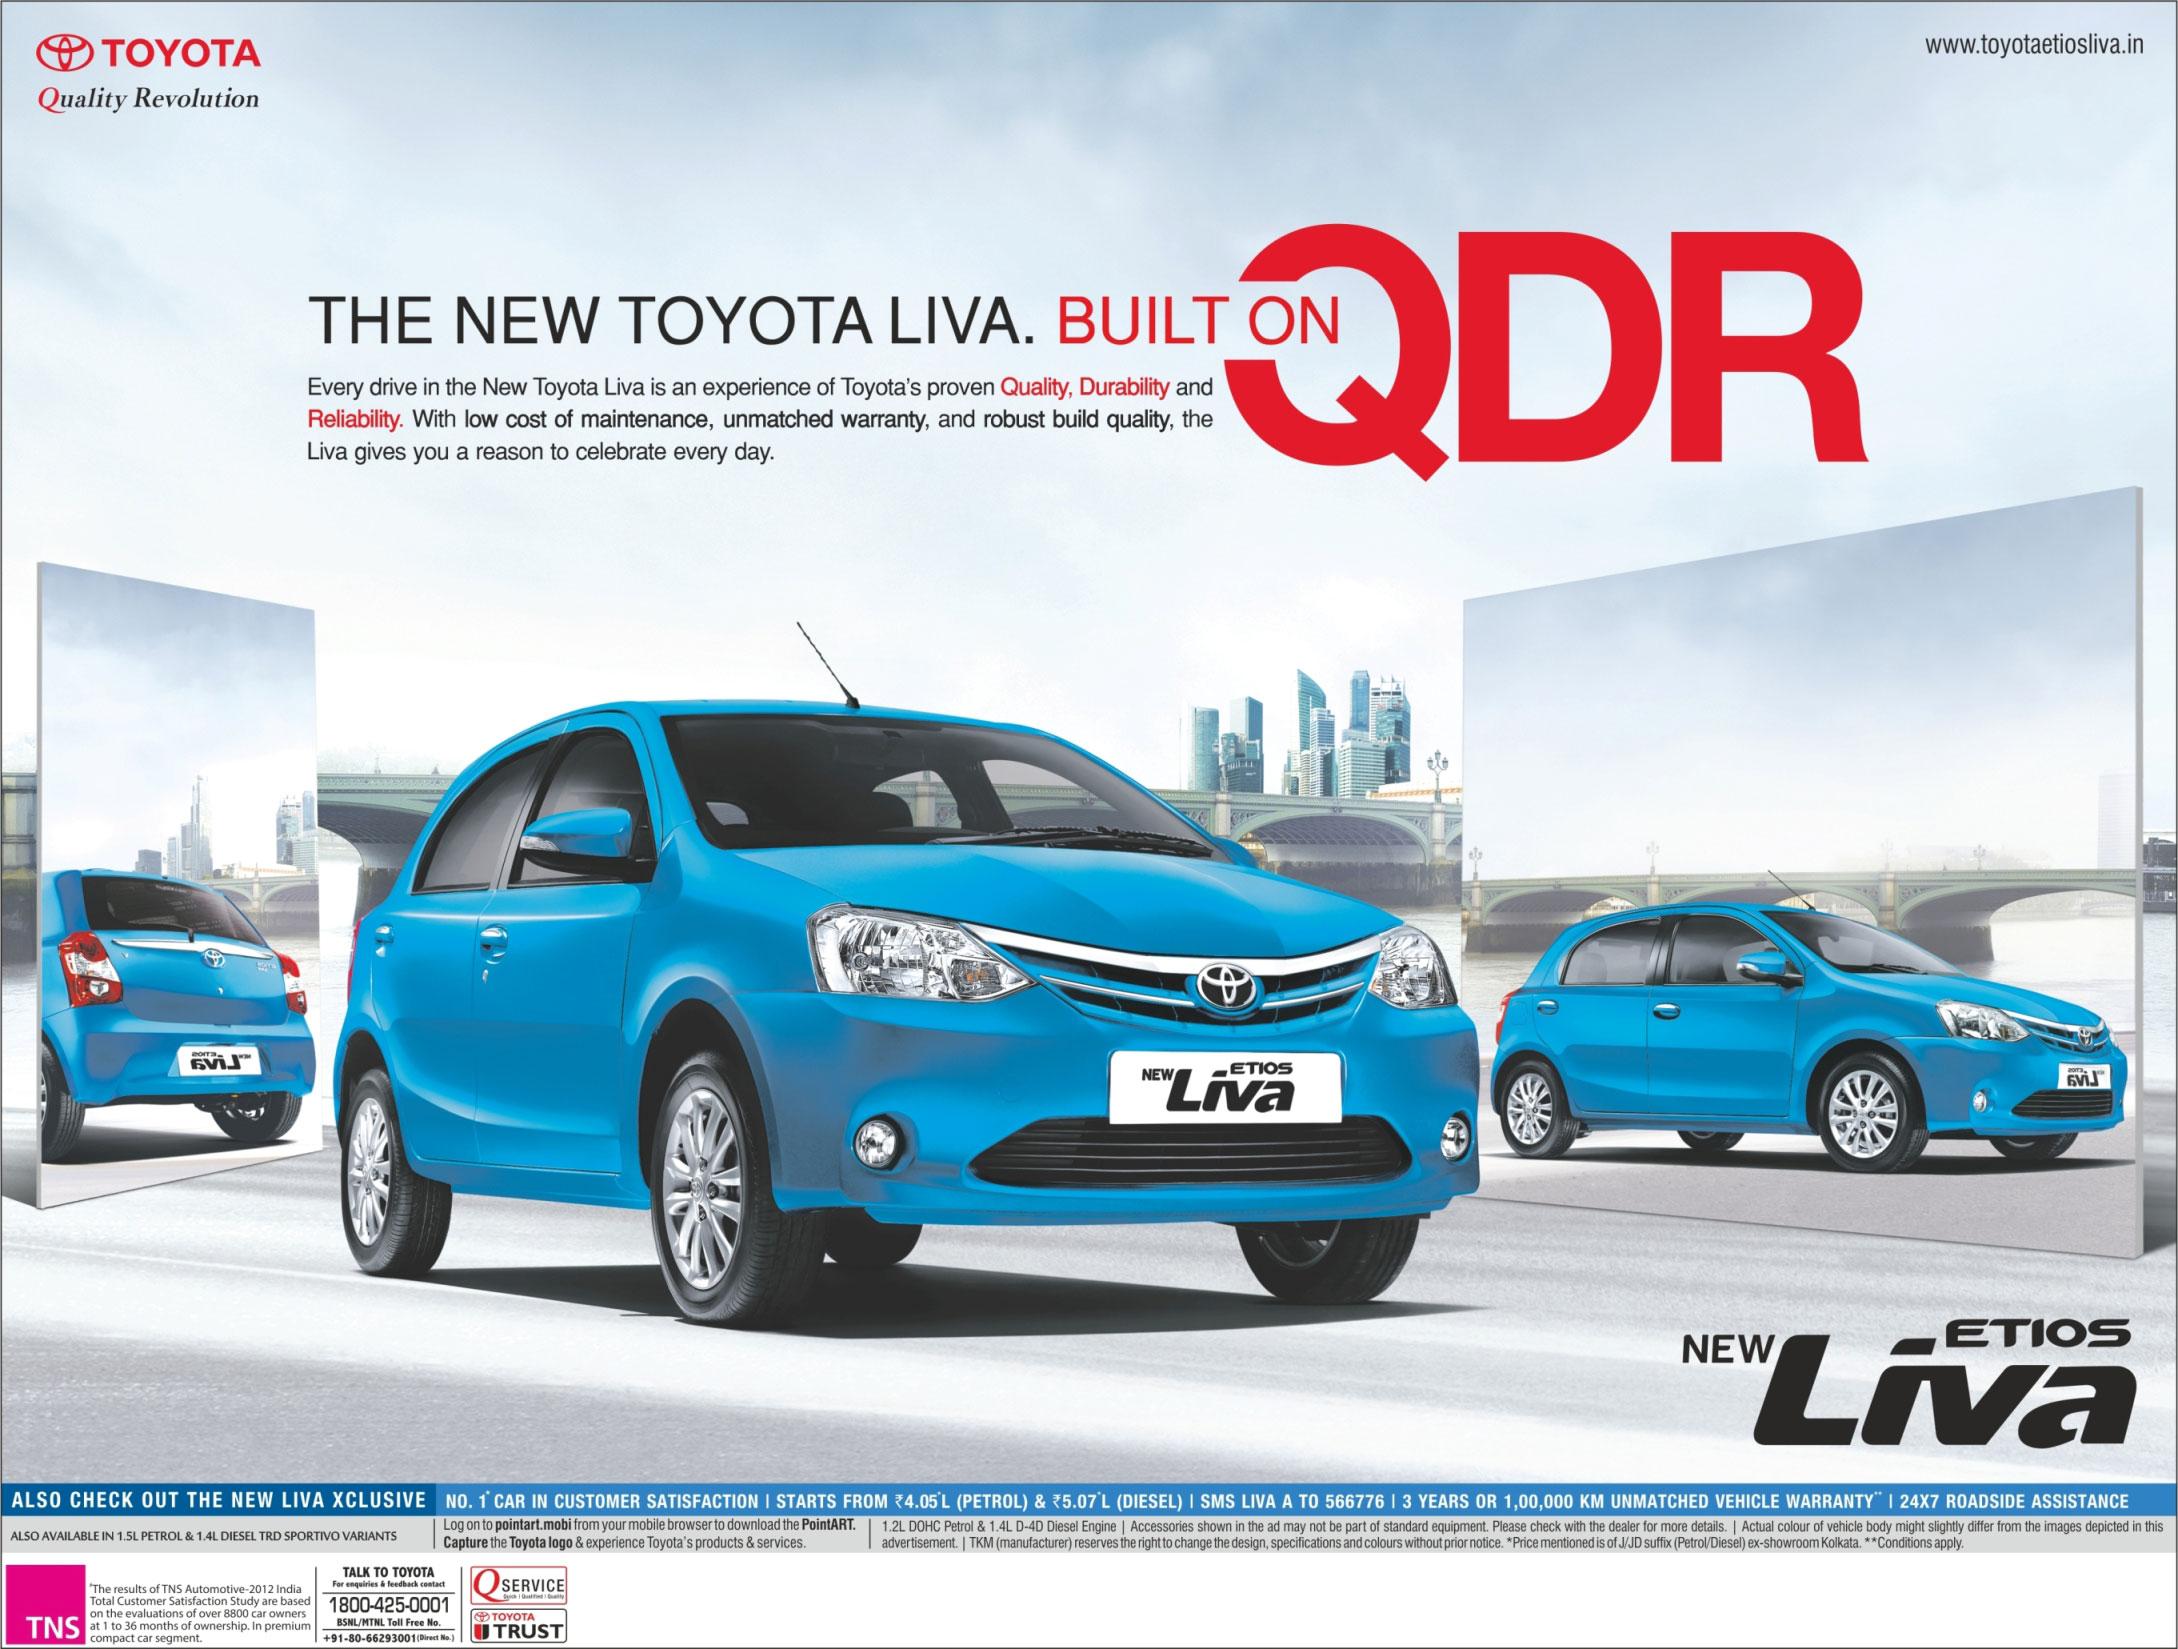 TOYOTA
Quality Revolution
www.toyotaetiosliva.in
THE NEW TOYOTA LIVA. BUILT ON QDR
Every drive in the New Toyota Liva is an experience of Toyota's proven Quality, Durability and
Reliability. With low cost of maintenance, unmatched warranty, and robust build quality, the
Liva gives you a reason to celebrate every day.
NEW ETIOS Liva
NEW ETIOS Liva
NEW ETIOS Liva
NEW ETIOS Liva
ALSO CHECK OUT THE NEW LIVA XCLUSIVE
NO. 1# CAR IN CUSTOMER SATISFACTION | STARTS FROM ₹4.05*L (PETROL) & ₹5.07*L (DIESEL) | SMS LIVA A TO 566776 | 3 YEARS OR 1,00,000 KM UNMATCHED VEHICLE WARRANTY** | 24X7 ROADSIDE ASSISTANCE
ALSO AVAILABLE IN 1.5L PETROL & 1.4L DIESEL TRD SPORTIVO VARIANTS
Log on to pointart.mobi from your mobile browser to download the PointART.
Capture the Toyota logo & experience Toyota's products & services.
1.2L DOHC Petrol & 1.4L D-4D Diesel Engine | Accessories shown in the ad may not be part of standard equipment. Please check with the dealer for more details. | Actual colour of vehicle body might slightly differ from the images depicted in this
advertisement. | TKM (manufacturer) reserves the right to change the design, specifications and colours without prior notice. *Price mentioned is of J/JD suffix (Petrol/Diesel) ex-showroom Kolkata. **Conditions apply.
TNS
#The results of TNS Automotive-2012 India
Total Customer Satisfaction Study are based
on the evaluations of over 8800 car owners
at 1 to 36 months of ownership. In premium
compact car segment.
TALK TO TOYOTA
For enquiries & feedback contact
1800-425-0001
BSNL/MTNL Toll Free No.
+91-80-66293001 (Direct No.)
Q SERVICE
Quick | Qualified | Quality
TOYOTA
U TRUST